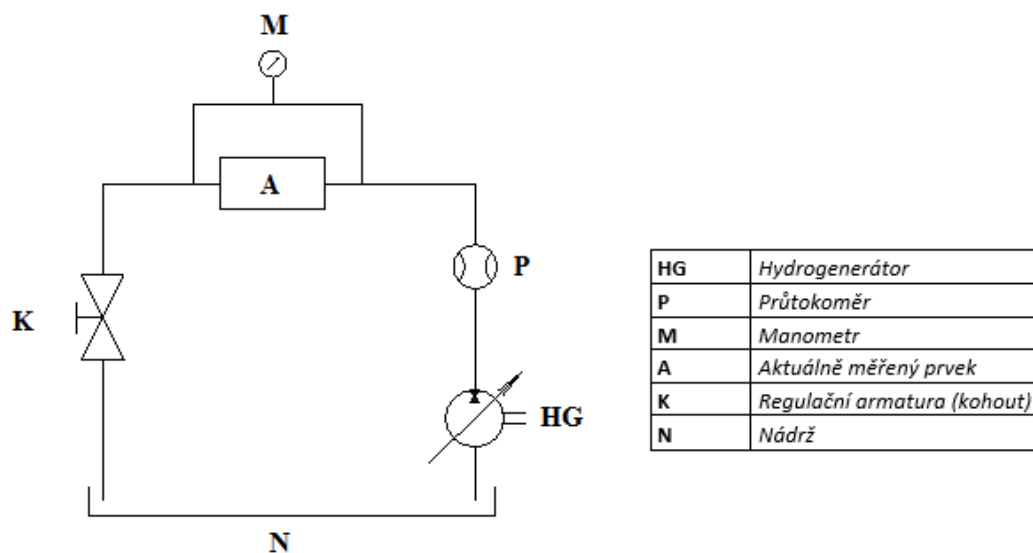 M
A
P
K
HG
N
HG Hydrogenerátor
P Průtokoměr
M Manometr
A Aktuálně měřený prvek
K Regulační armatura (kohout)
N Nádrž